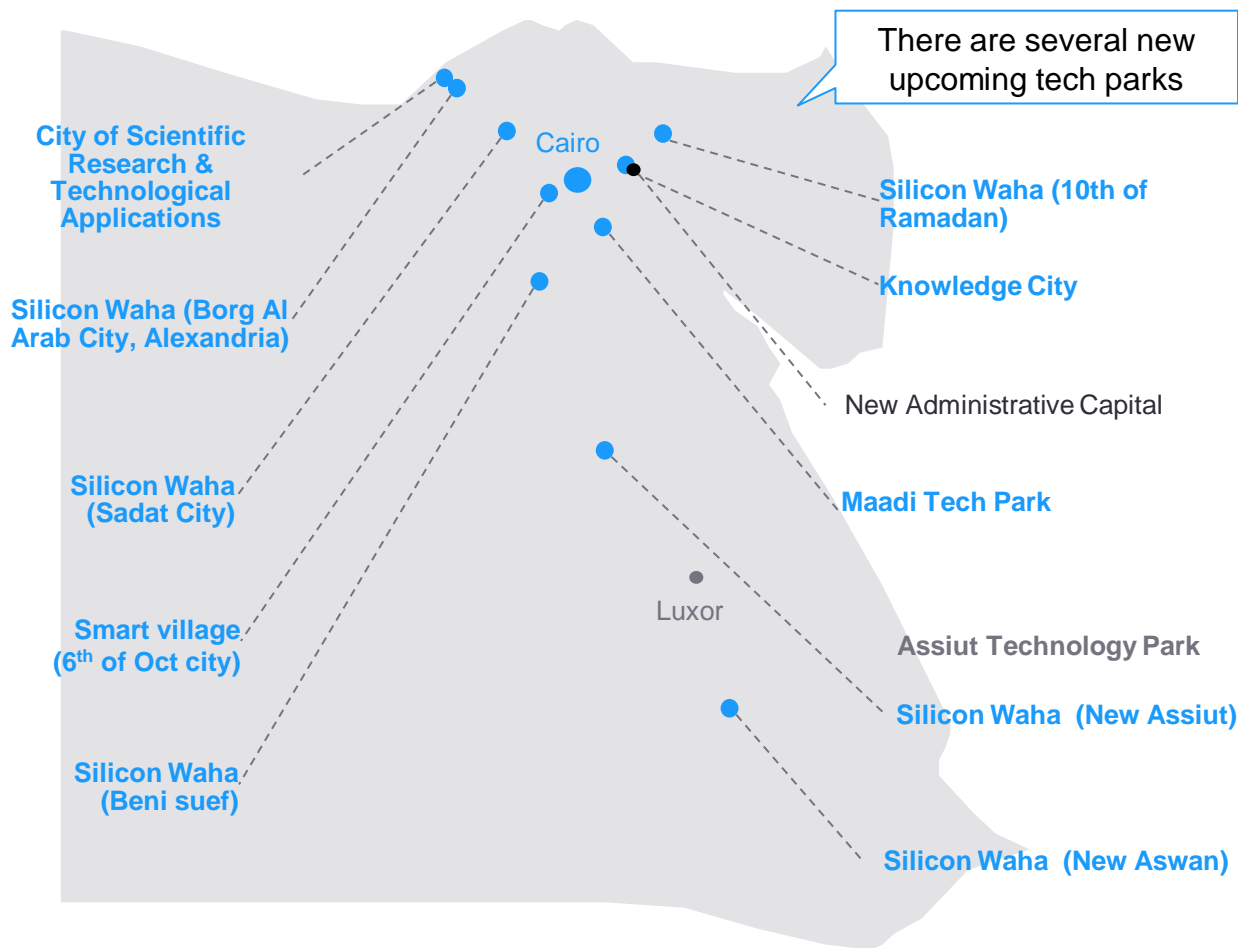 There are several new
upcoming tech parks
City of Scientific
Research &
Technological
Applications
Cairo
Silicon Waha (10th of
Ramadan)
Knowledge City
Silicon Waha (Borg Al
Arab City, Alexandria)
New Administrative Capital
Silicon Waha
(Sadat City)
Maadi Tech Park
Luxor
Smart village
(6th of Oct city)
Assiut Technology Park
Silicon Waha (New Assiut)
Silicon Waha
(Beni suef)
Silicon Waha (New Aswan)